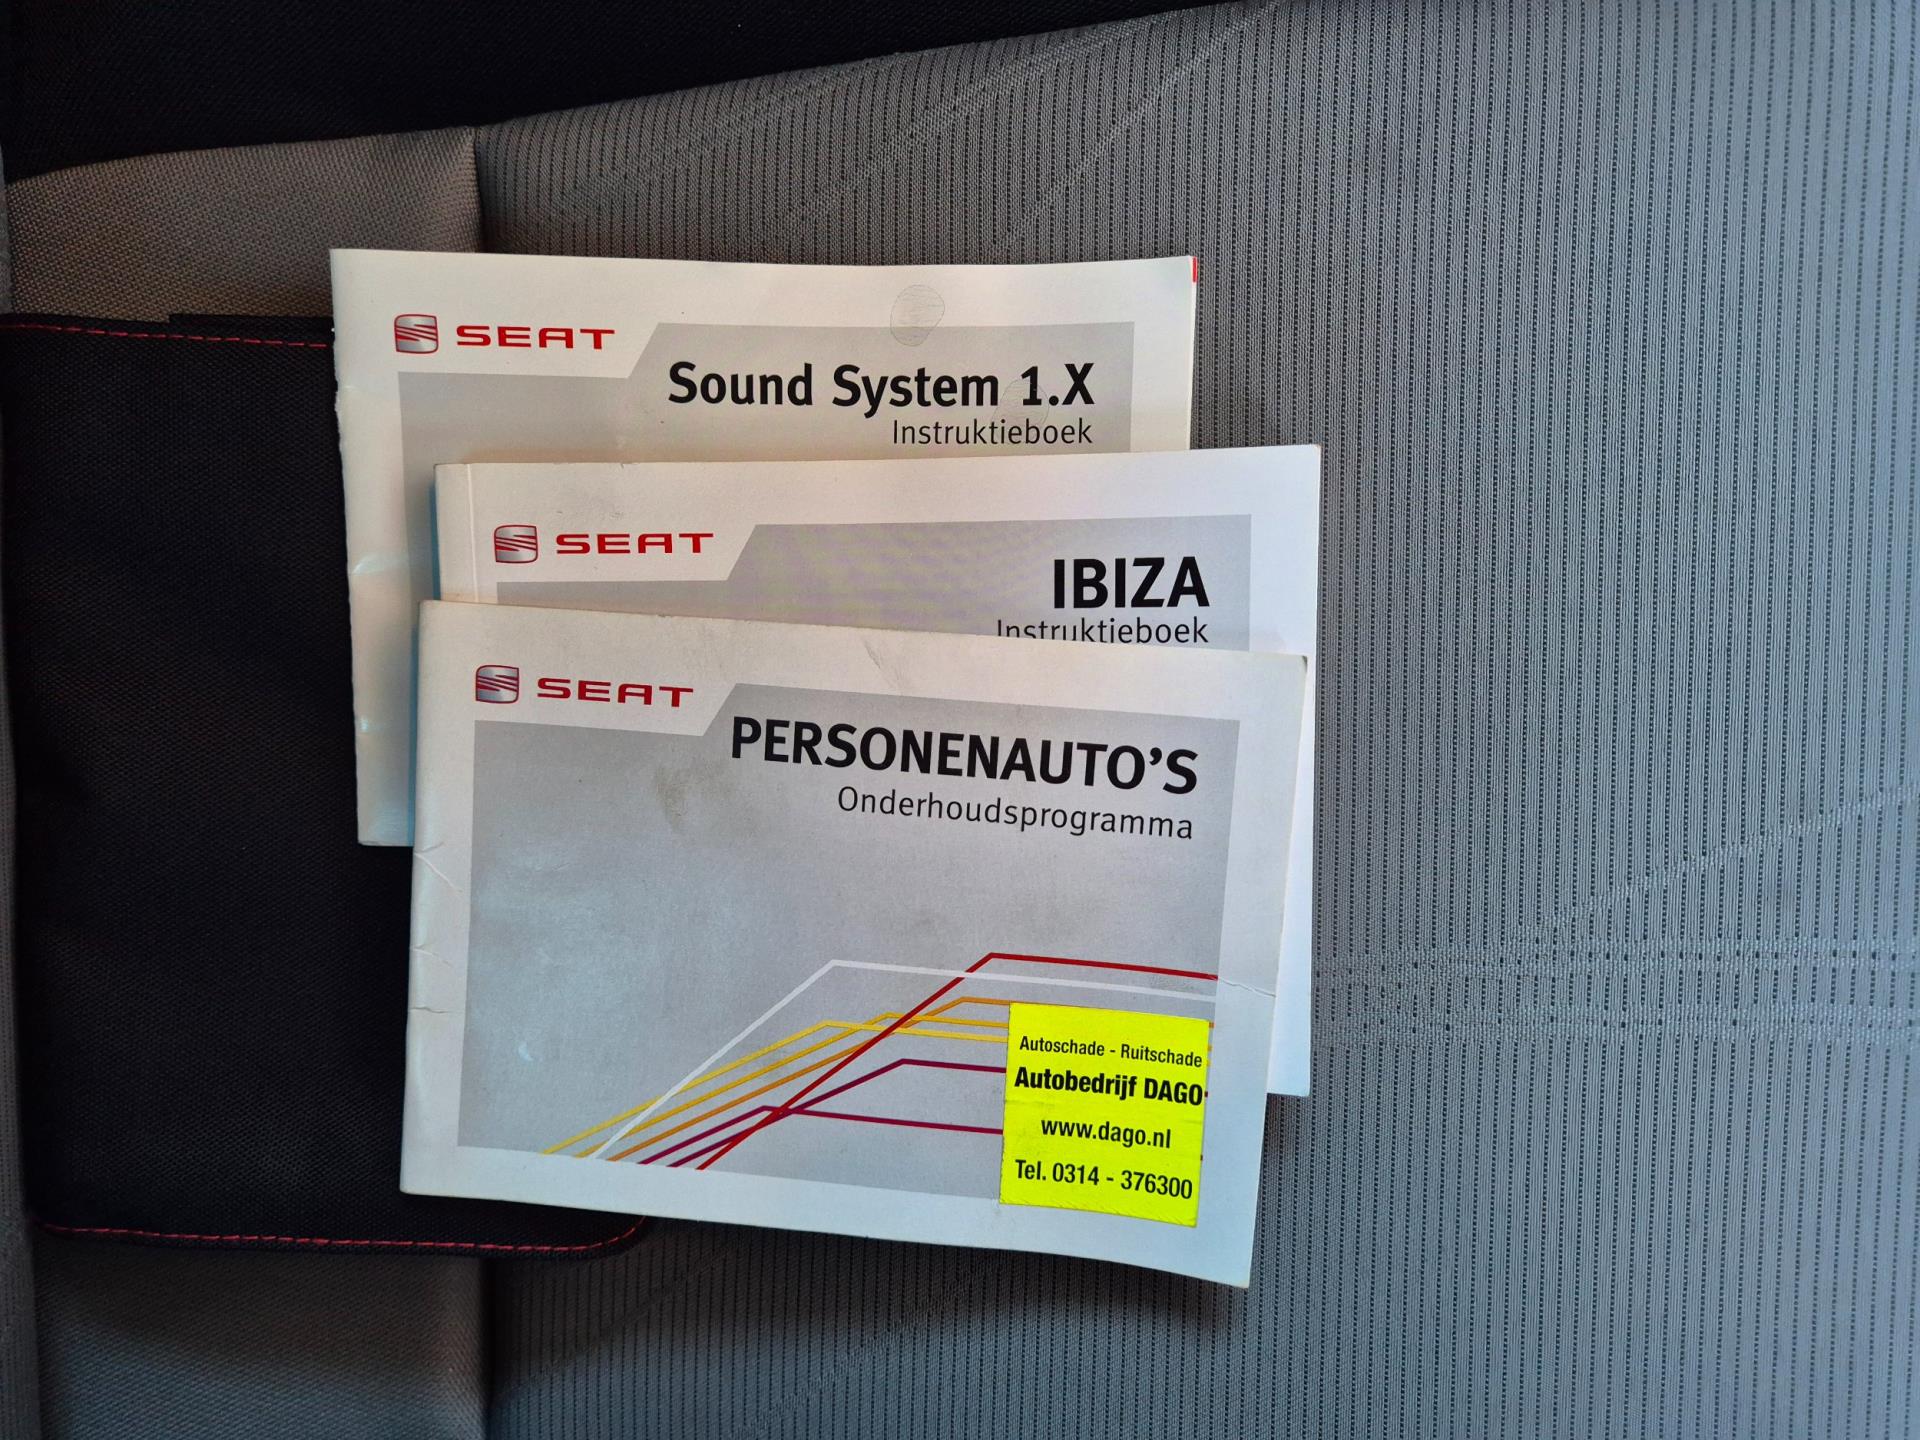 SEAT
Sound System 1.X
Instruktieboek
SEAT
IBIZA
Instruktieboek
SEAT
PERSONENAUTO'S
Onderhoudsprogramma
Autoschade - Ruitschade
Autobedrijf DAGO
www.dago.nl
Tel. 0314 - 376300